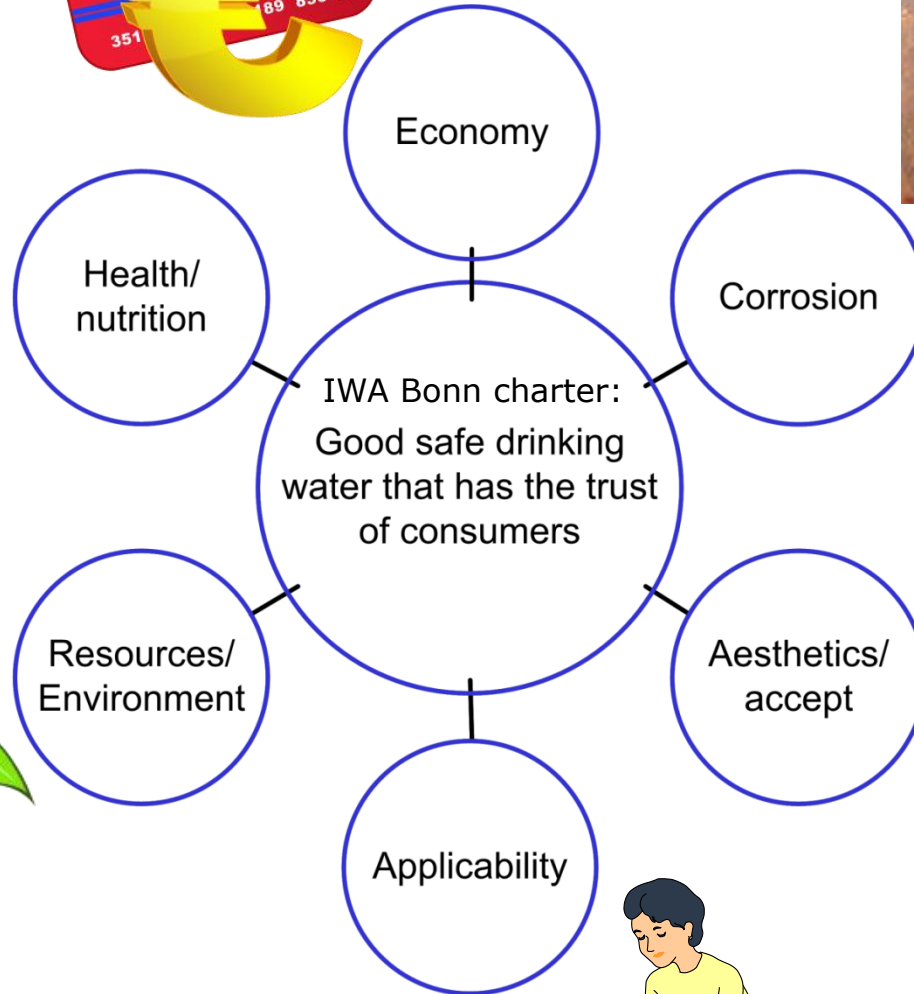 351
189
Economy
Health/
nutrition
Corrosion
IWA Bonn charter:
Good safe drinking
water that has the trust
of consumers
Resources/
Environment
Aesthetics/
accept
Applicability